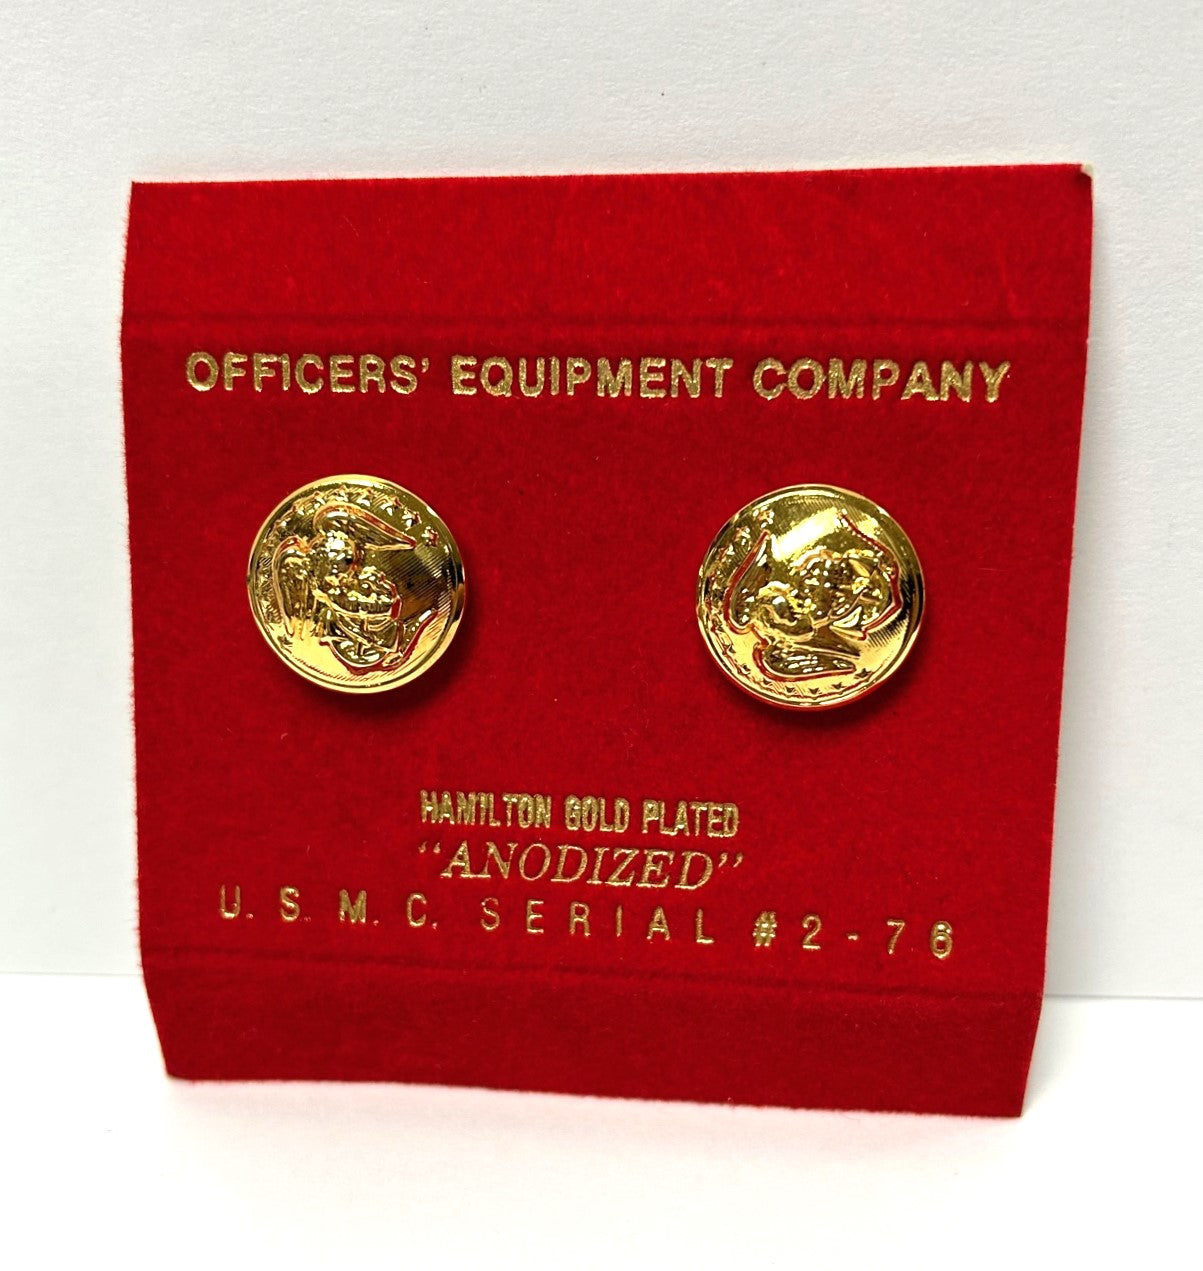 OFFICERS' EQUIPMENT COMPANY
HAMILTON GOLD PLATED
"ANODIZED"
U. S. M. C. SERIAL #2-76